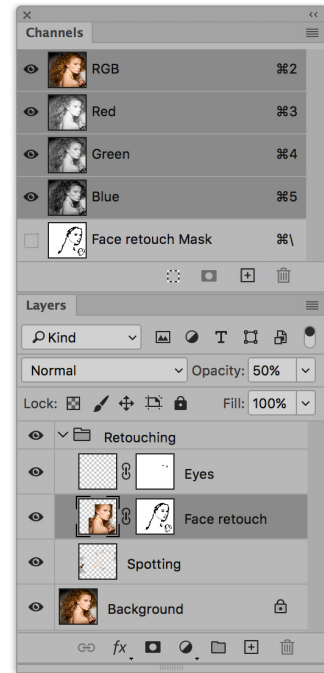 Channels
RGB ⌘2
Red ⌘3
Green ⌘4
Blue ⌘5
Face retouch Mask ⌘\
Layers
Kind
Normal Opacity: 50%
Lock: Fill: 100%
Retouching
Eyes
Face retouch
Spotting
Background
fx